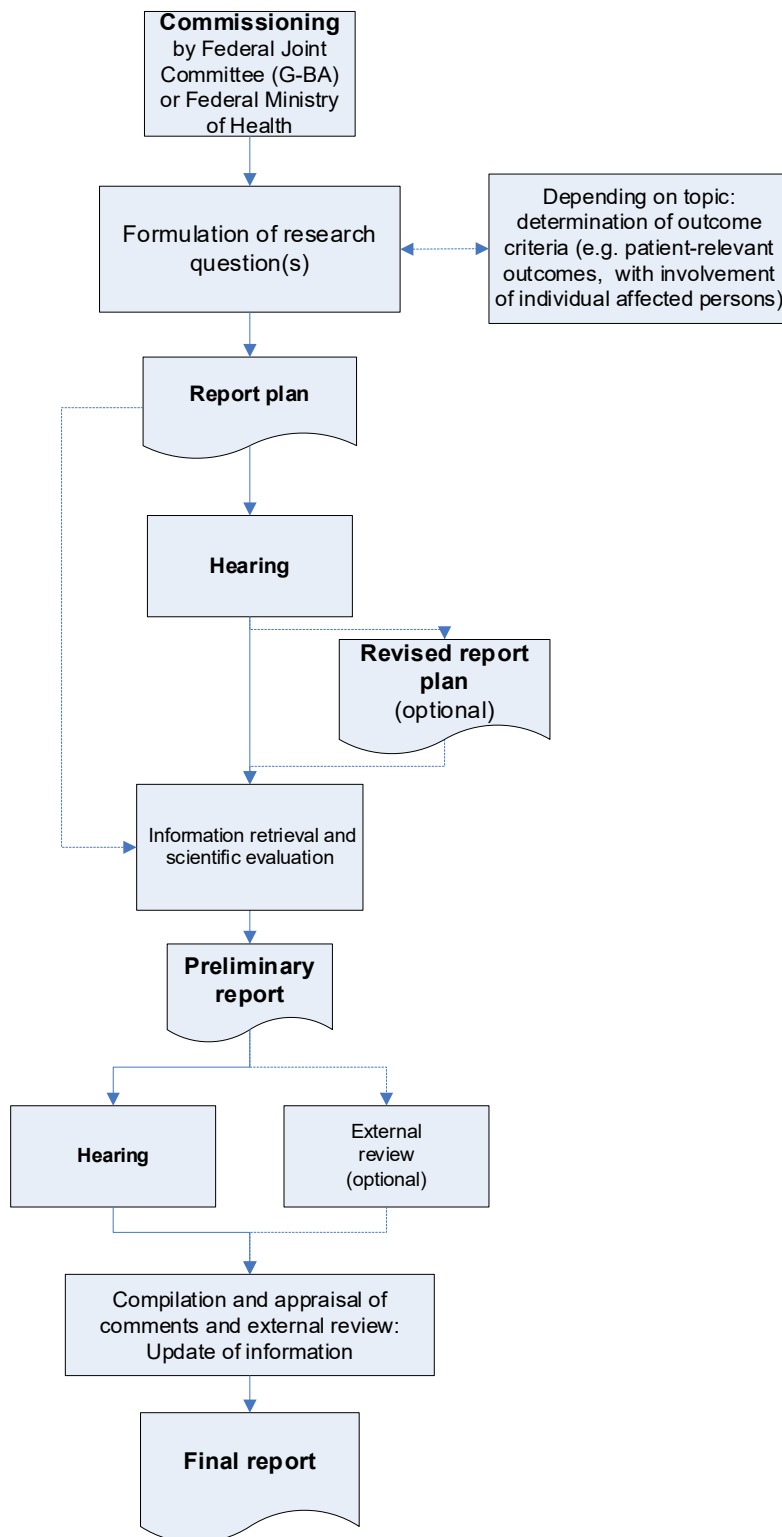 Commissioning
by Federal Joint
Committee (G-BA)
or Federal Ministry
of Health
Formulation of research
question(s)
Depending on topic:
determination of outcome
criteria (e.g. patient-relevant
outcomes, with involvement
of individual affected persons)
Report plan
Hearing
Revised report
plan
(optional)
Information retrieval and
scientific evaluation
Preliminary
report
Hearing
External
review
(optional)
Compilation and appraisal of
comments and external review:
Update of information
Final report